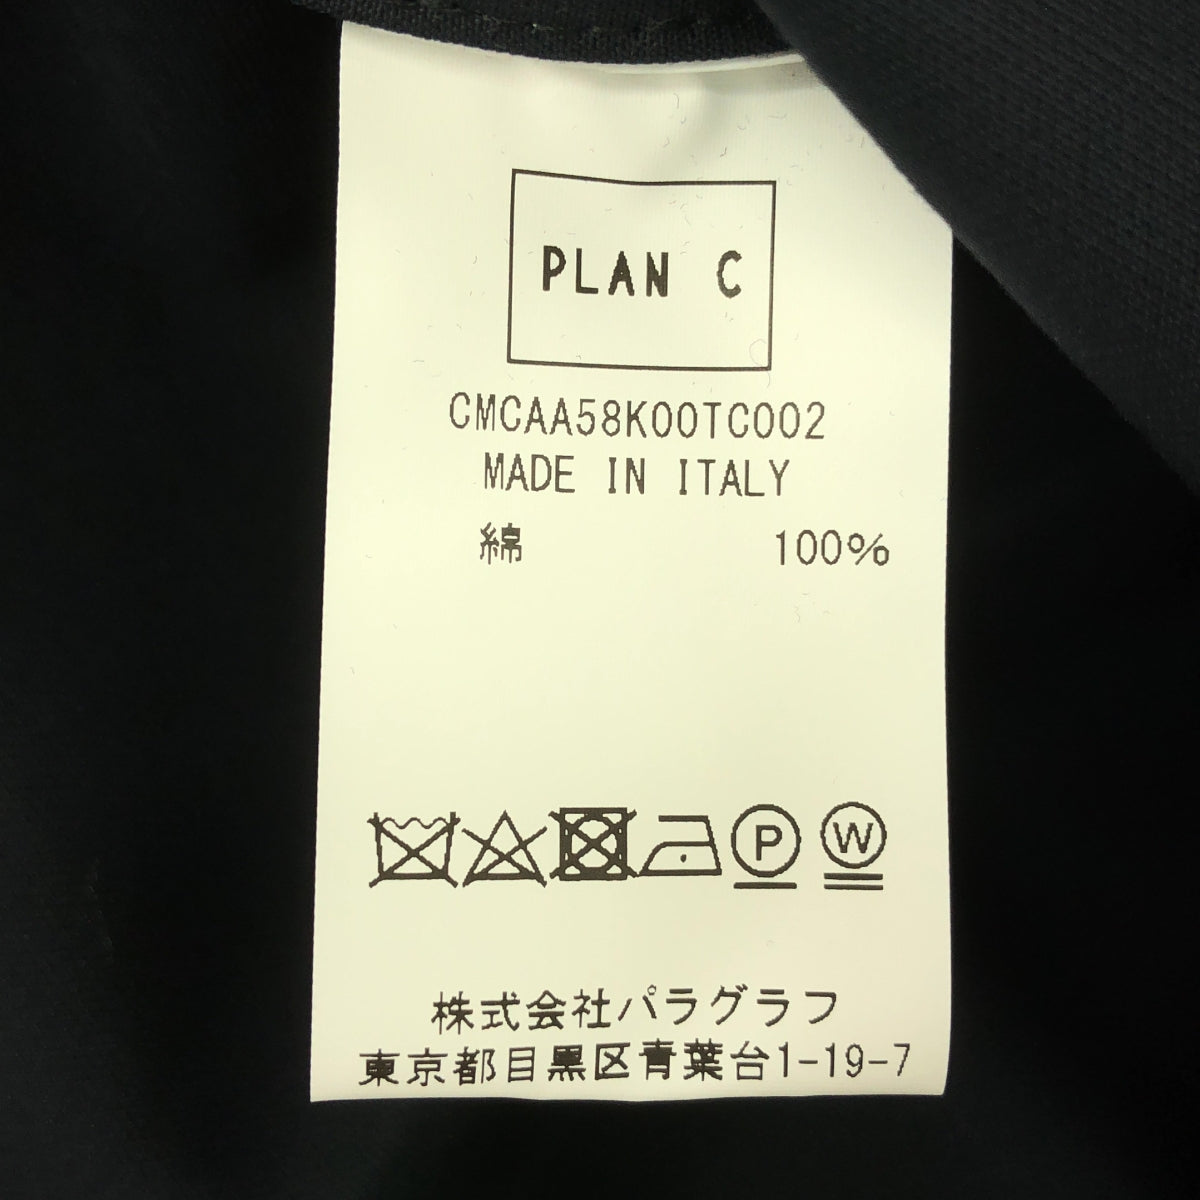 PLAN C
CMCAA58K00TC002
MADE IN ITALY
綿 100%
P W
株式会社パラグラフ
東京都目黒区青葉台1-19-7